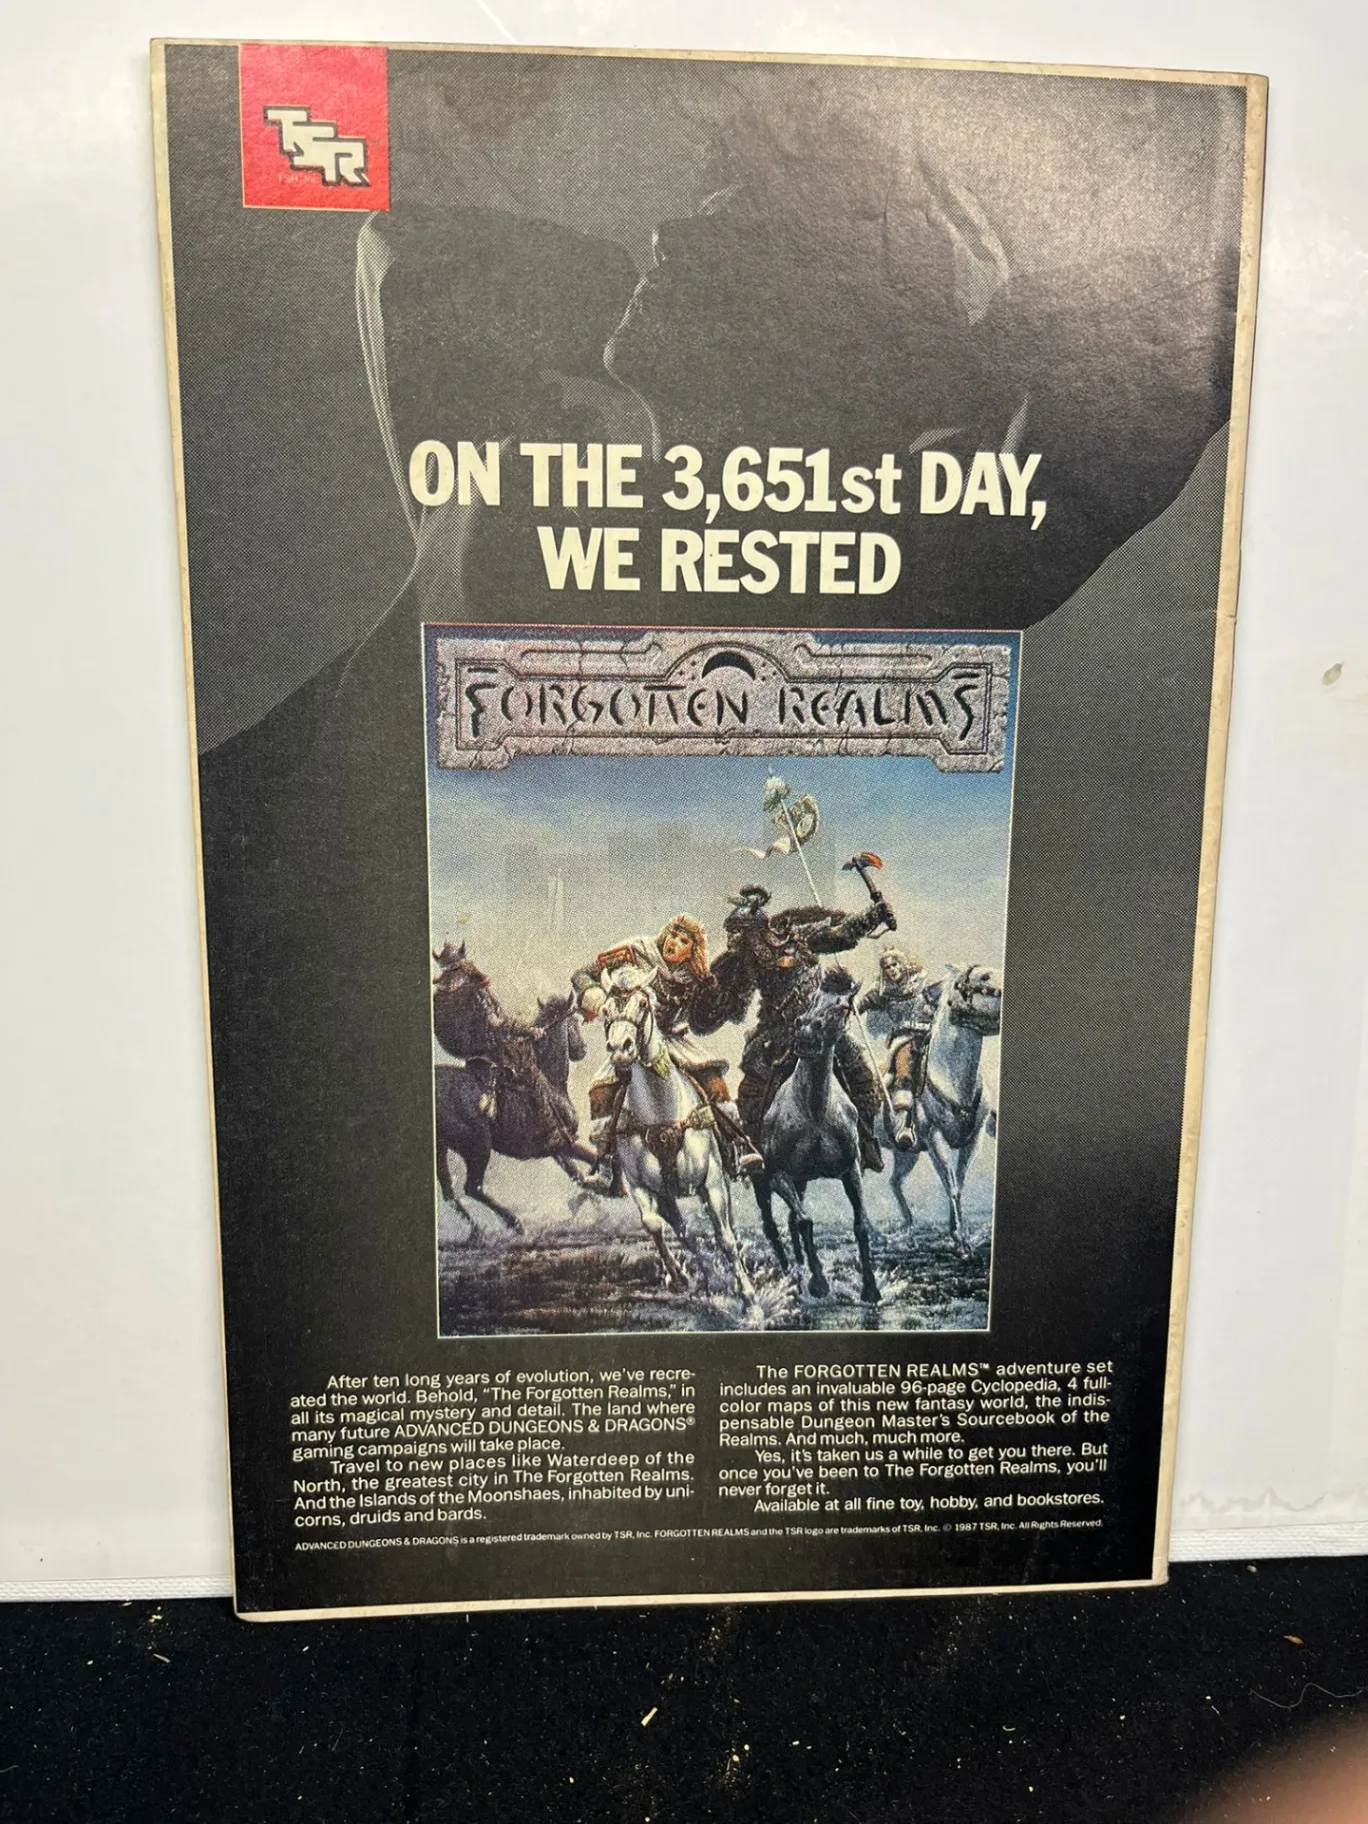 TSR
TSR, Inc.
ON THE 3,651st DAY,
WE RESTED
FORGOTTEN REALMS
After ten long years of evolution, we've recre-
ated the world. Behold, "The Forgotten Realms," in
all its magical mystery and detail. The land where
many future ADVANCED DUNGEONS & DRAGONS®
gaming campaigns will take place.
Travel to new places like Waterdeep of the
North, the greatest city in The Forgotten Realms.
And the Islands of the Moonshaes, inhabited by uni-
corns, druids and bards.
The FORGOTTEN REALMS™ adventure set
includes an invaluable 96-page Cyclopedia, 4 full-
color maps of this new fantasy world, the indis-
pensable Dungeon Master's Sourcebook of the
Realms. And much, much more.
Yes, it's taken us a while to get you there. But
once you've been to The Forgotten Realms, you'll
never forget it.
Available at all fine toy, hobby, and bookstores.
ADVANCED DUNGEONS & DRAGONS is a registered trademark owned by TSR, Inc. FORGOTTEN REALMS and the TSR logo are trademarks of TSR, Inc. © 1987 TSR, Inc. All Rights Reserved.